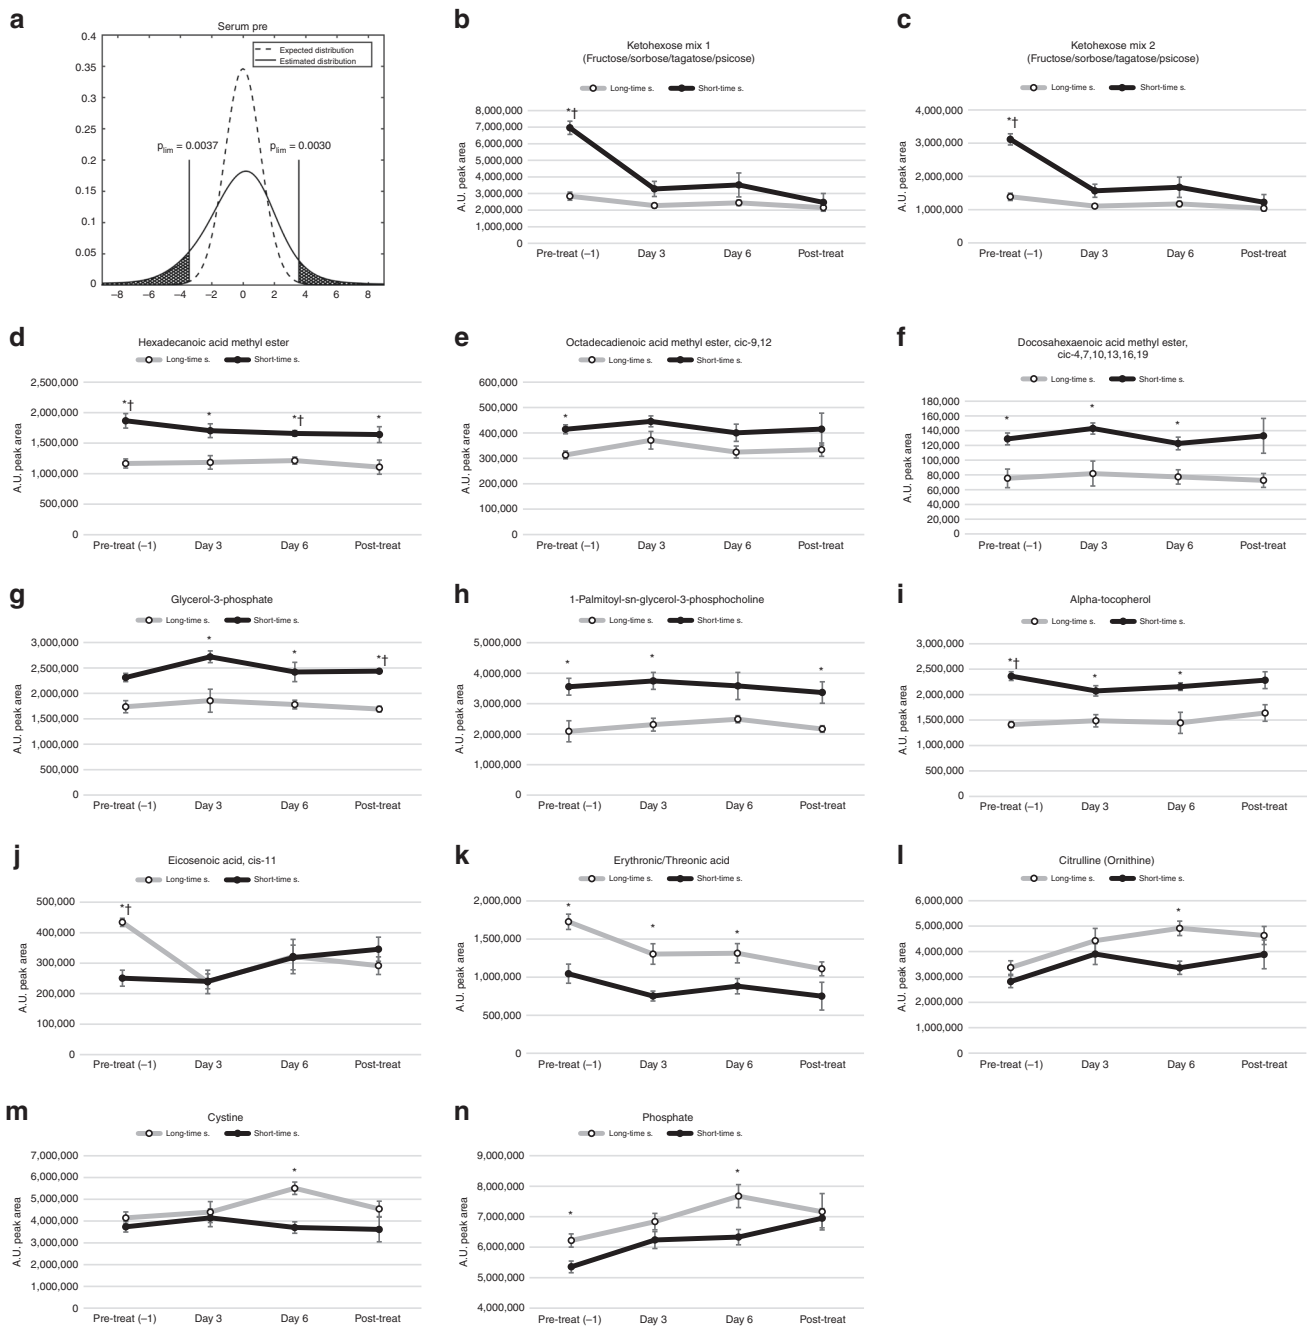 a
Serum pre
0.4
0.35
0.3
0.25
0.2
0.15
0.1
0.05
0
Expected distribution
Estimated distribution
plim = 0.0037
plim = 0.0030
–8 –6 –4 –2 0 2 4 6 8
b
Ketohexose mix 1
(Fructose/sorbose/tagatose/psicose)
Long-time s. Short-time s.
A.U. peak area
8,000,000
7,000,000
6,000,000
5,000,000
4,000,000
3,000,000
2,000,000
1,000,000
0
*†
Pre-treat (–1) Day 3 Day 6 Post-treat
c
Ketohexose mix 2
(Fructose/sorbose/tagatose/psicose)
Long-time s. Short-time s.
A.U. peak area
4,000,000
3,000,000
2,000,000
1,000,000
0
*†
Pre-treat (–1) Day 3 Day 6 Post-treat
d
Hexadecanoic acid methyl ester
Long-time s. Short-time s.
A.U. peak area
2,500,000
2,000,000
1,500,000
1,000,000
500,000
0
*† * *† *
Pre-treat (–1) Day 3 Day 6 Post-treat
e
Octadecadienoic acid methyl ester, cic-9,12
Long-time s. Short-time s.
A.U. peak area
600,000
500,000
400,000
300,000
200,000
100,000
0
*
Pre-treat (–1) Day 3 Day 6 Post-treat
f
Docosahexaenoic acid methyl ester,
cic-4,7,10,13,16,19
Long-time s. Short-time s.
A.U. peak area
180,000
160,000
140,000
120,000
100,000
80,000
60,000
40,000
20,000
0
* * *
Pre-treat (–1) Day 3 Day 6 Post-treat
g
Glycerol-3-phosphate
Long-time s. Short-time s.
A.U. peak area
3,000,000
2,500,000
2,000,000
1,500,000
1,000,000
500,000
0
* * *†
Pre-treat (–1) Day 3 Day 6 Post-treat
h
1-Palmitoyl-sn-glycerol-3-phosphocholine
Long-time s. Short-time s.
A.U. peak area
5,000,000
4,000,000
3,000,000
2,000,000
1,000,000
0
* * *
Pre-treat (–1) Day 3 Day 6 Post-treat
i
Alpha-tocopherol
Long-time s. Short-time s.
A.U. peak area
3,000,000
2,500,000
2,000,000
1,500,000
1,000,000
500,000
0
*† * *
Pre-treat (–1) Day 3 Day 6 Post-treat
j
Eicosenoic acid, cis-11
Long-time s. Short-time s.
A.U. peak area
500,000
400,000
300,000
200,000
100,000
0
*†
Pre-treat (–1) Day 3 Day 6 Post-treat
k
Erythronic/Threonic acid
Long-time s. Short-time s.
A.U. peak area
2,000,000
1,500,000
1,000,000
500,000
0
* * *
Pre-treat (–1) Day 3 Day 6 Post-treat
l
Citrulline (Ornithine)
Long-time s. Short-time s.
A.U. peak area
6,000,000
5,000,000
4,000,000
3,000,000
2,000,000
1,000,000
0
*
Pre-treat (–1) Day 3 Day 6 Post-treat
m
Cystine
Long-time s. Short-time s.
A.U. peak area
7,000,000
6,000,000
5,000,000
4,000,000
3,000,000
2,000,000
1,000,000
0
*
Pre-treat (–1) Day 3 Day 6 Post-treat
n
Phosphate
Long-time s. Short-time s.
A.U. peak area
9,000,000
8,000,000
7,000,000
6,000,000
5,000,000
4,000,000
* *
Pre-treat (–1) Day 3 Day 6 Post-treat